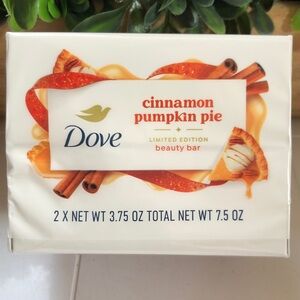 cinnamon
pumpkin pie
Dove
LIMITED EDITION
beauty bar
2 X NET WT 3.75 OZ TOTAL NET WT 7.5 OZ